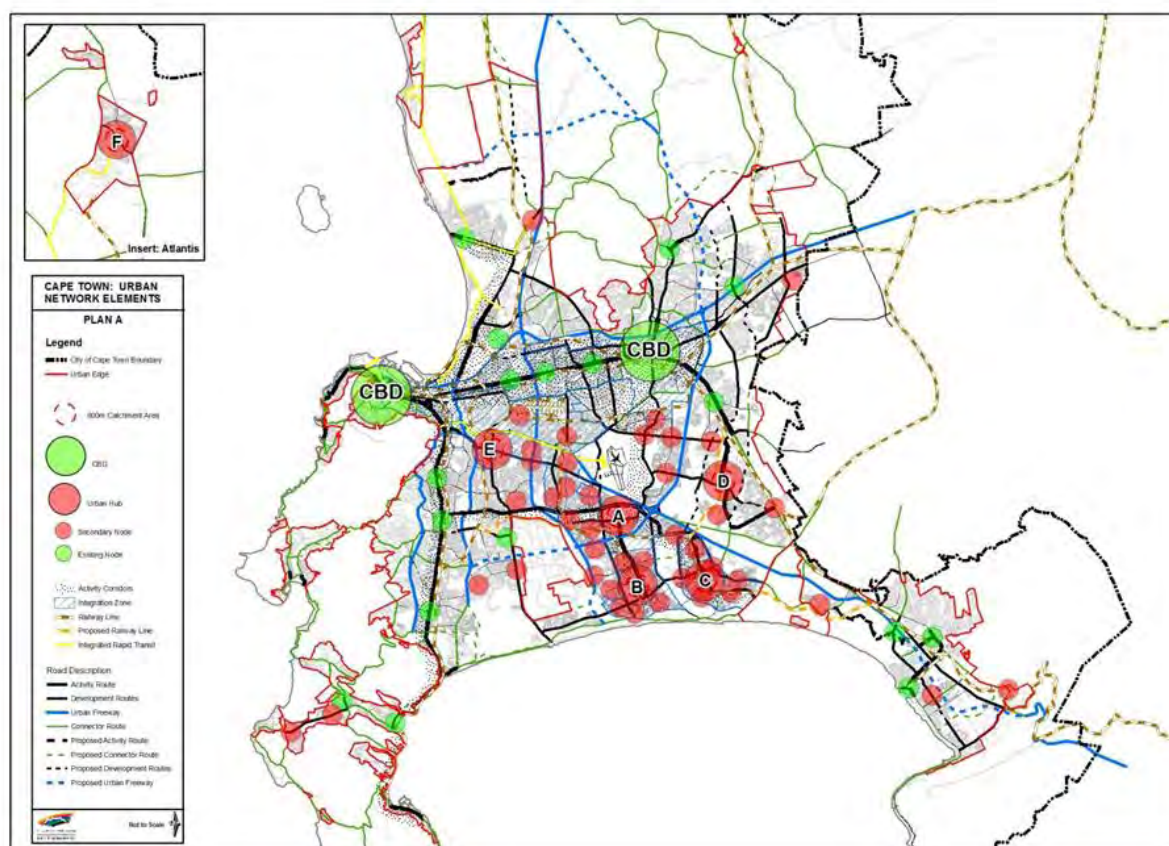 F
Insert: Atlantis
CAPE TOWN: URBAN
NETWORK ELEMENTS
PLAN A
Legend
City of Cape Town Boundary
Urban Edge
800m Catchment Area
CBD
Urban Hub
Secondary Node
Existing Node
Activity Corridors
Integration Zone
Railway Line
Proposed Railway Line
Integrated Rapid Transit
Road Description
Activity Route
Development Routes
Urban Freeway
Connector Route
Proposed Activity Route
Proposed Connector Route
Proposed Development Routes
Proposed Urban Freeway
Not to Scale
CBD
CBD
E
D
A
B
C